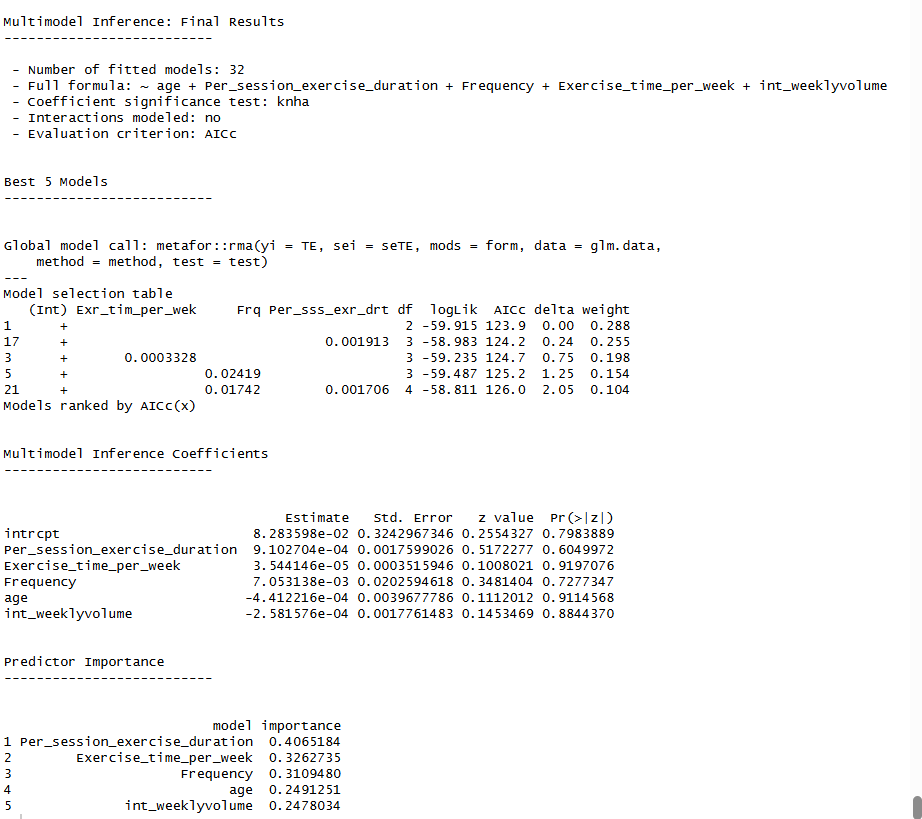 Multimodel Inference: Final Results
--------------------------
- Number of fitted models: 32
- Full formula: ~ age + Per_session_exercise_duration + Frequency + Exercise_time_per_week + int_weeklyvolume
- Coefficient significance test: knha
- Interactions modeled: no
- Evaluation criterion: AICc
Best 5 Models
--------------------------
Global model call: metafor::rma(yi = TE, sei = seTE, mods = form, data = glm.data,
    method = method, test = test)
---
Model selection table
   (Int) Exr_tim_per_wek     Frq Per_sss_exr_drt df  logLik  AICc delta weight
1      +                                          2 -59.915 123.9  0.00  0.288
17     +                                0.001913  3 -58.983 124.2  0.24  0.255
3      +       0.0003328                          3 -59.235 124.7  0.75  0.198
5      +                 0.02419                  3 -59.487 125.2  1.25  0.154
21     +                 0.01742        0.001706  4 -58.811 126.0  2.05  0.104
Models ranked by AICc(x)
Multimodel Inference Coefficients
--------------------------
                                   Estimate   Std. Error   z value  Pr(>|z|)
intrcpt                        8.283598e-02 0.3242967346 0.2554327 0.7983889
Per_session_exercise_duration  9.102704e-04 0.0017599026 0.5172277 0.6049972
Exercise_time_per_week         3.544146e-05 0.0003515946 0.1008021 0.9197076
Frequency                      7.053138e-03 0.0202594618 0.3481404 0.7277347
age                           -4.412216e-04 0.0039677786 0.1112012 0.9114568
int_weeklyvolume              -2.581576e-04 0.0017761483 0.1453469 0.8844370
Predictor Importance
--------------------------
                          model importance
1 Per_session_exercise_duration  0.4065184
2        Exercise_time_per_week  0.3262735
3                     Frequency  0.3109480
4                           age  0.2491251
5              int_weeklyvolume  0.2478034